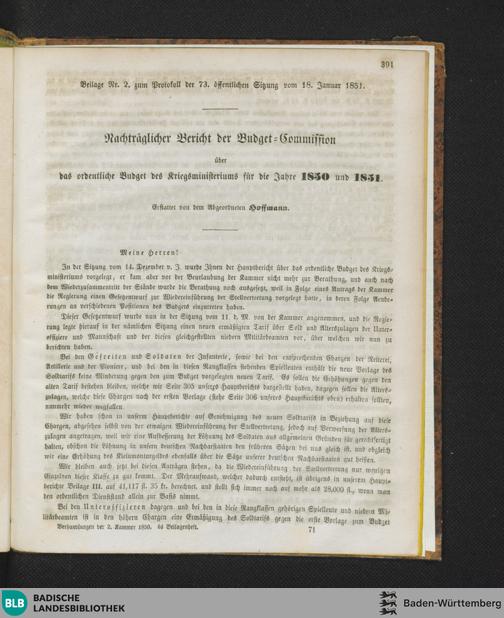 391
Beilage Nr. 2. zum Protokoll der 73. öffentlichen Sitzung vom 18. Januar 1851.
Nachträglicher Bericht der Budget-Commission
über
das ordentliche Budget des Kriegsministeriums für die Jahre 1850 und 1851.
Erstattet von dem Abgeordneten Hoffmann.
Meine Herren!
In der Sitzung vom 14. Dezember v. J. wurde Ihnen der Hauptbericht über das ordentliche Budget des Kriegs-
ministeriums vorgelegt, er kam aber vor der Beurlaubung der Kammer nicht mehr zur Berathung, und auch nach
dem Wiederzusammentritt der Stände wurde die Berathung noch ausgesetzt, weil in Folge eines Antrags der Kammer
die Regierung einen Gesetzentwurf zur Wiedereinführung der Stellvertretung vorgelegt hatte, in deren Folge Aende-
rungen an verschiedenen Positionen des Budgets einzutreten haben.
Dieser Gesetzentwurf wurde nun in der Sitzung vom 11. d. M. von der Kammer angenommen, und die Regie-
rung legte hierauf in der nämlichen Sitzung einen neuen ermäßigten Tarif über Sold und Alterszulagen der Unter-
offiziere und Mannschaft und der diesen gleichgestellten niedern Militärbeamten vor, über welchen wir nun zu
berichten haben.
Bei den Gefreiten und Soldaten der Infanterie, sowie bei den entsprechenden Chargen der Reiterei,
Artillerie und der Pioniere, und bei den in diesen Rangklassen stehenden Spielleuten enthält die neue Vorlage des
Soldtarifs keine Minderung gegen den zum Budget vorgelegten neuen Tarif. Es sollen die Erhöhungen gegen den
alten Tarif bestehen bleiben, welche wir Seite 305 unseres Hauptberichts dargestellt haben, dagegen sollen die Alters-
zulagen, welche diese Chargen nach der ersten Vorlage (siehe Seite 306 unseres Hauptberichts oben) erhalten sollten,
nunmehr wieder wegfallen.
Wir haben schon in unserm Hauptberichte auf Genehmigung des neuen Soldtarifs in Beziehung auf diese
Chargen, abgesehen selbst von der etwaigen Wiedereinführung der Stellvertretung, jedoch auf Verwerfung der Alters-
zulagen angetragen, weil wir eine Aufbesserung der Löhnung des Soldaten aus allgemeinen Gründen für gerechtfertigt
halten, obschon die Löhnung in unsern deutschen Nachbarstaaten den früheren Sätzen bei uns gleich ist, und obgleich
wir eine Erhöhung des Kleinmonturgeldes ebenfalls über die Sätze unserer deutschen Nachbarstaaten gut heißen.
Wir bleiben auch jetzt bei diesen Anträgen stehen, da die Wiedereinführung der Stellvertretung nur wenigen
Einzelnen dieser Klasse zu gut kommt. Der Mehraufwand, welcher dadurch entsteht, ist übrigens in unserem Haupt-
berichte Beilage III. auf 41,117 fl. 35 kr. berechnet, und stellt sich immer noch auf mehr als 28,000 fl., wenn man
den ordentlichen Dienststand allein zur Basis nimmt.
Bei den Unteroffizieren dagegen und bei den in diese Rangklassen gehörigen Spielleuten und niedern Mi-
litärbeamten ist in den höhern Chargen eine Ermäßigung des Soldtarifs gegen die erste Vorlage zum Budget
Verhandlungen der 2. Kammer 1850. 4s Beilagenheft.
71
BLB BADISCHE
LANDESBIBLIOTHEK
Baden-Württemberg